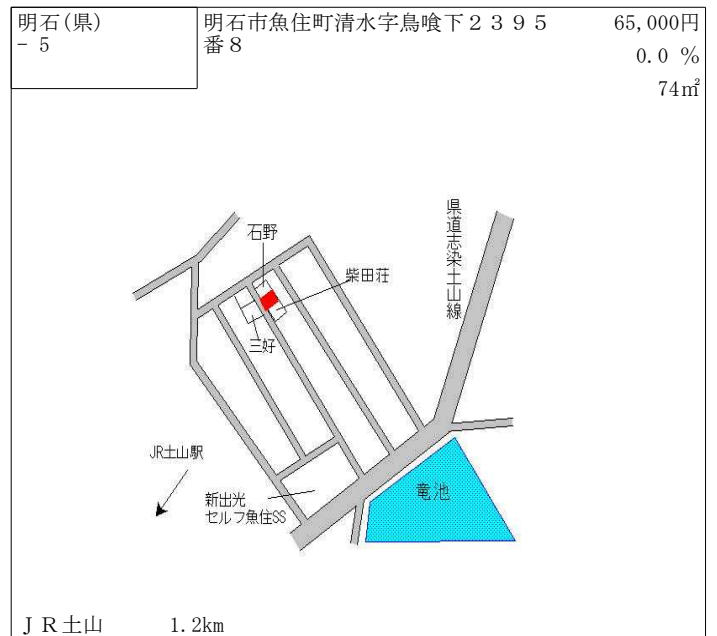 明石(県)
- 5
明石市魚住町清水字鳥喰下２３９５
番８
65,000円
0.0 %
74㎡
石野
柴田荘
県道志染土山線
三好
JR土山駅
新出光
セルフ魚住SS
竜池
ＪＲ土山 1.2km